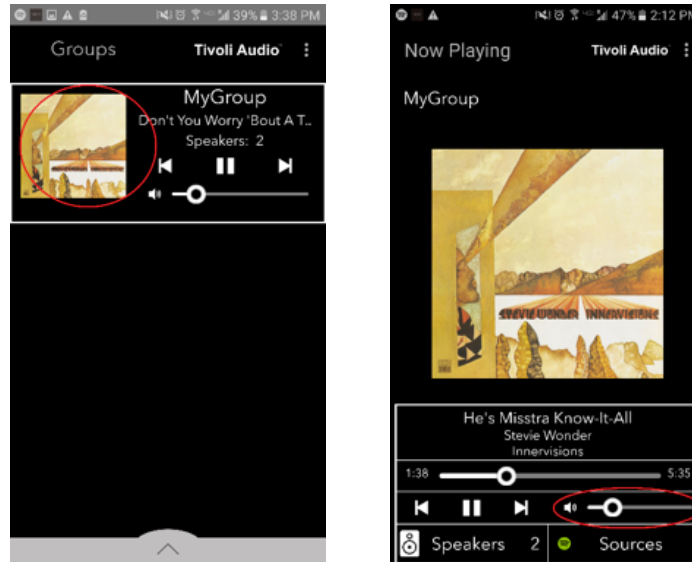 39% 3:38 PM
Groups Tivoli Audio
MyGroup
Don't You Worry 'Bout A T...
Speakers: 2
47% 2:12 PM
Now Playing Tivoli Audio
MyGroup
STEVIE WONDER INNERVISIONS
He's Misstra Know-It-All
Stevie Wonder
Innervisions
1:38 5:35
Speakers 2 Sources